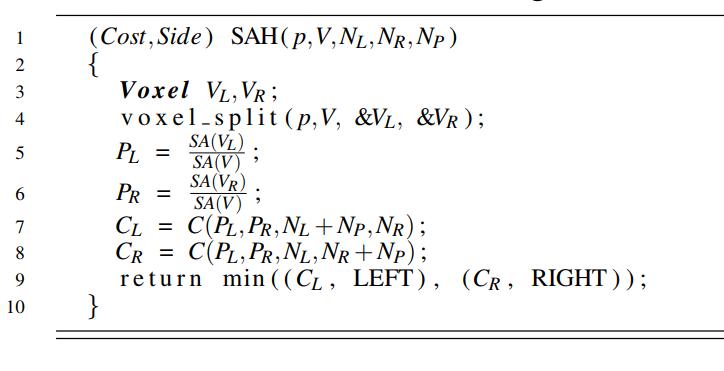 1 (Cost,Side) SAH(p,V,N_L,N_R,N_P)
2 {
3 Voxel V_L,V_R;
4 voxel_split(p,V, &V_L, &V_R);
5 P_L = SA(V_L)/SA(V);
6 P_R = SA(V_R)/SA(V);
7 C_L = C(P_L,P_R,N_L+N_P,N_R);
8 C_R = C(P_L,P_R,N_L,N_R+N_P);
9 return min((C_L, LEFT), (C_R, RIGHT));
10 }